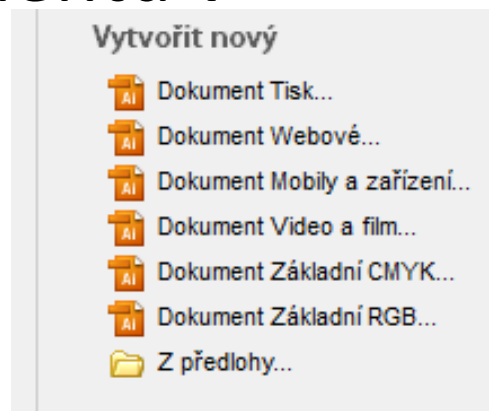 Vytvořit nový
Dokument Tisk...
Dokument Webové...
Dokument Mobily a zařízení...
Dokument Video a film...
Dokument Základní CMYK...
Dokument Základní RGB...
Z předlohy...